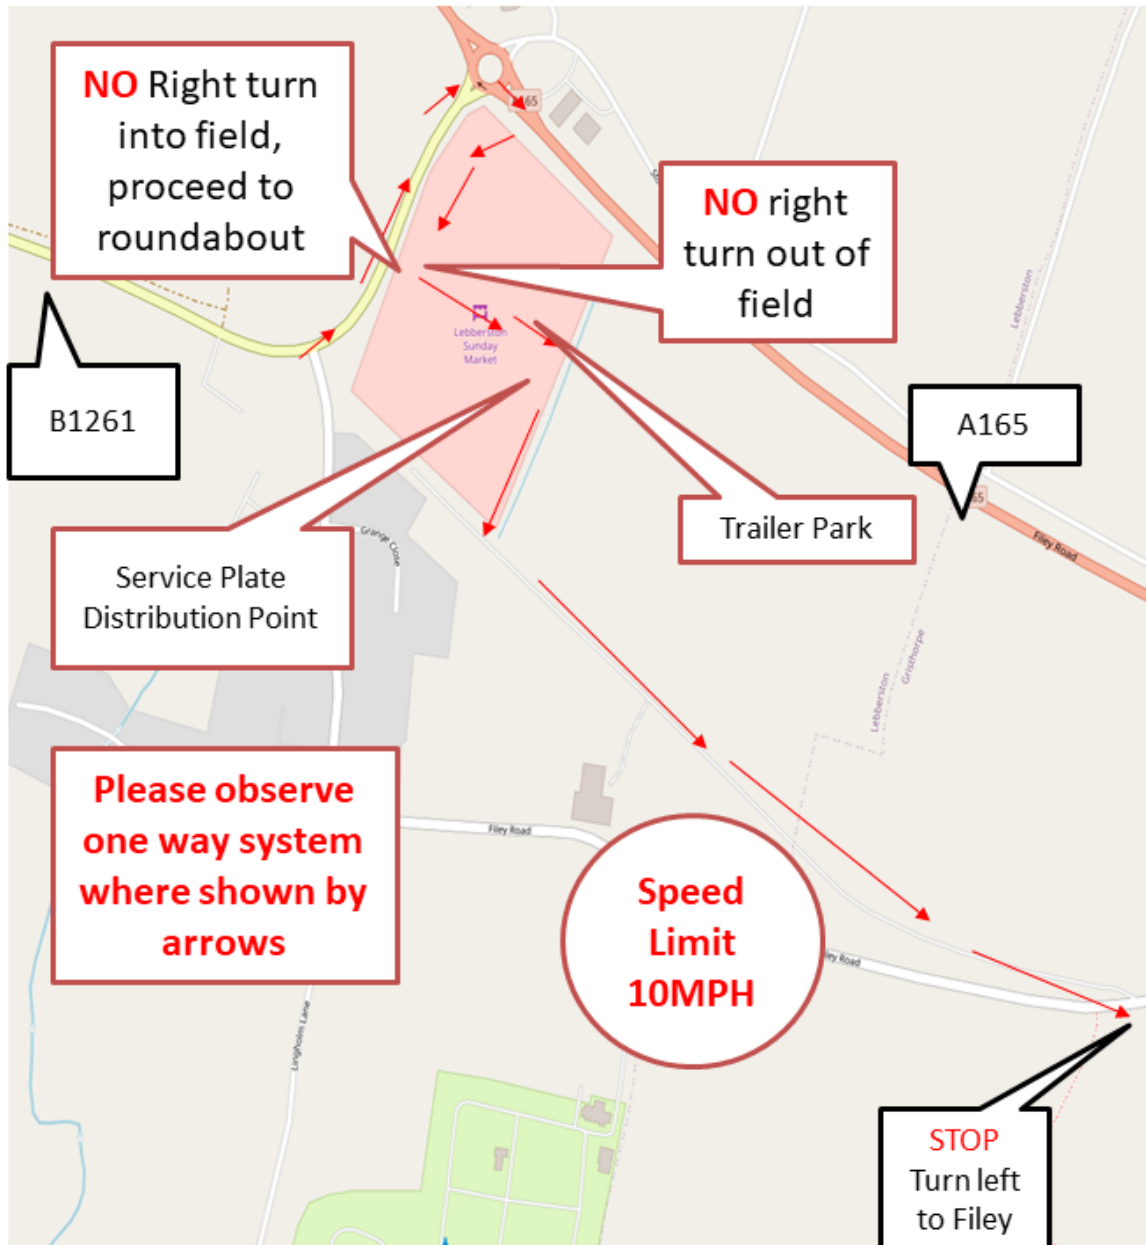 NO Right turn
into field,
proceed to
roundabout
NO right
turn out of
field
Lebberston
Sunday
Market
Lebberston
B1261
A165
Filey Road
Trailer Park
Grange Close
Service Plate
Distribution Point
Lebberston
Gristhorpe
Please observe
one way system
where shown by
arrows
Filey Road
Speed
Limit
10MPH
Lingholm Lane
STOP
Turn left
to Filey